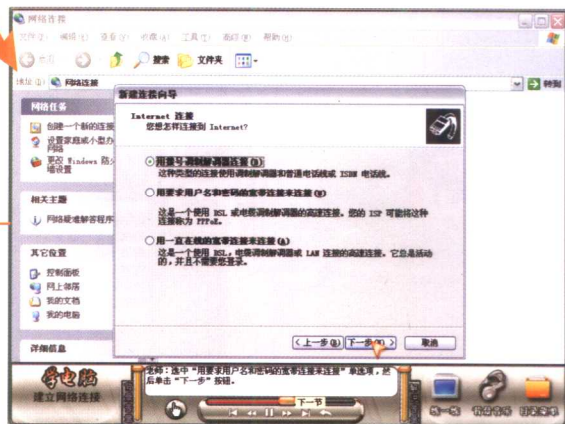 网络连接
文件(F) 编辑(E) 查看(V) 收藏(A) 工具(T) 高级(N) 帮助(H)
后退 搜索 文件夹
地址(D) 网络连接 转到
网络任务
创建一个新的连接
设置家庭或小型办
网络
更改 Windows 防火
墙设置
相关主题
网络疑难解答程序
其它位置
控制面板
网上邻居
我的文档
我的电脑
详细信息
新建连接向导
Internet 连接
您想怎样连接到 Internet?
用拨号调制解调器连接(D)
这种类型的连接使用调制解调器和普通电话线或 ISDN 电话线。
用要求用户名和密码的宽带连接来连接(U)
这是一个使用 DSL 或电缆调制解调器的高速连接。您的 ISP 可能将这种
连接称为 PPPoE。
用一直在线的宽带连接来连接(A)
这是一个使用 DSL,电缆调制解调器或 LAN 连接的高速连接。它总是活动
的,并且不需要您登录。
<上一步(B) 下一步(N) > 取消
学电脑
建立网络连接
老师:选中“用要求用户名和密码的宽带连接来连接”单选项,然
后单击“下一步”按钮。
下一节
练一练 背景音乐 目录菜单